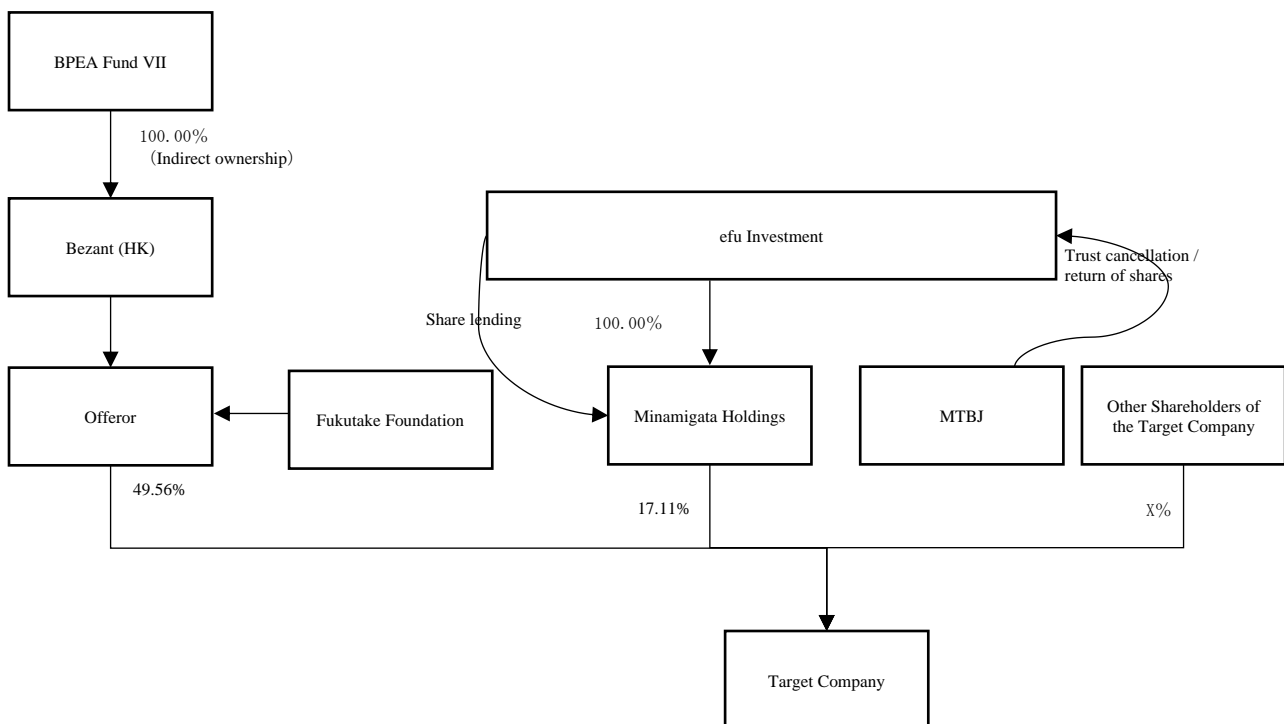 BPEA Fund VII
100.00%
（Indirect ownership）
Bezant (HK)
efu Investment
Trust cancellation /
return of shares
Share lending
100.00%
Offeror
Fukutake Foundation
Minamigata Holdings
MTBJ
Other Shareholders of
the Target Company
49.56%
17.11%
X%
Target Company